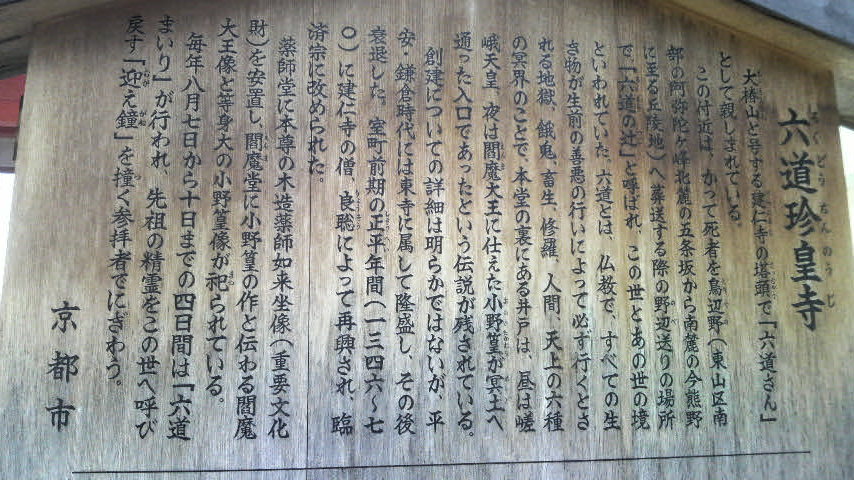 六道珍皇寺
ろくどうちんのうじ
大椿山と号する建仁寺の塔頭で「六道さん」
として親しまれている。
この付近は、かつて死者を鳥辺野(東山区南
部の阿弥陀ヶ峰北麓の五条坂から南麓の今熊野
に至る丘陵地)へ葬送する際の野辺送りの場所
で「六道の辻」と呼ばれ、この世とあの世の境
といわれていた。六道とは、仏教で、すべての生
き物が生前の善悪の行いによって必ず行くとさ
れる地獄、餓鬼、畜生、修羅、人間、天上の六種
の冥界のことで、本堂の裏にある井戸は、昼は嵯
峨天皇、夜は閻魔大王に仕えた小野篁が冥土へ
通った入口であったという伝説が残されている。
創建についての詳細は明らかではないが、平
安・鎌倉時代には東寺に属して隆盛し、その後
衰退した。室町前期の正平年間(一三四六〜七
〇)に建仁寺の僧、良聡によって再興され、臨
済宗に改められた。
薬師堂に本尊の木造薬師如来坐像(重要文化
財)を安置し、閻魔堂に小野篁の作と伝わる閻魔
大王像と等身大の小野篁像が祀られている。
毎年八月七日から十日までの四日間は「六道
まいり」が行われ、先祖の精霊をこの世へ呼び
戻す「迎え鐘」を撞く参拝者でにぎわう。
京都市